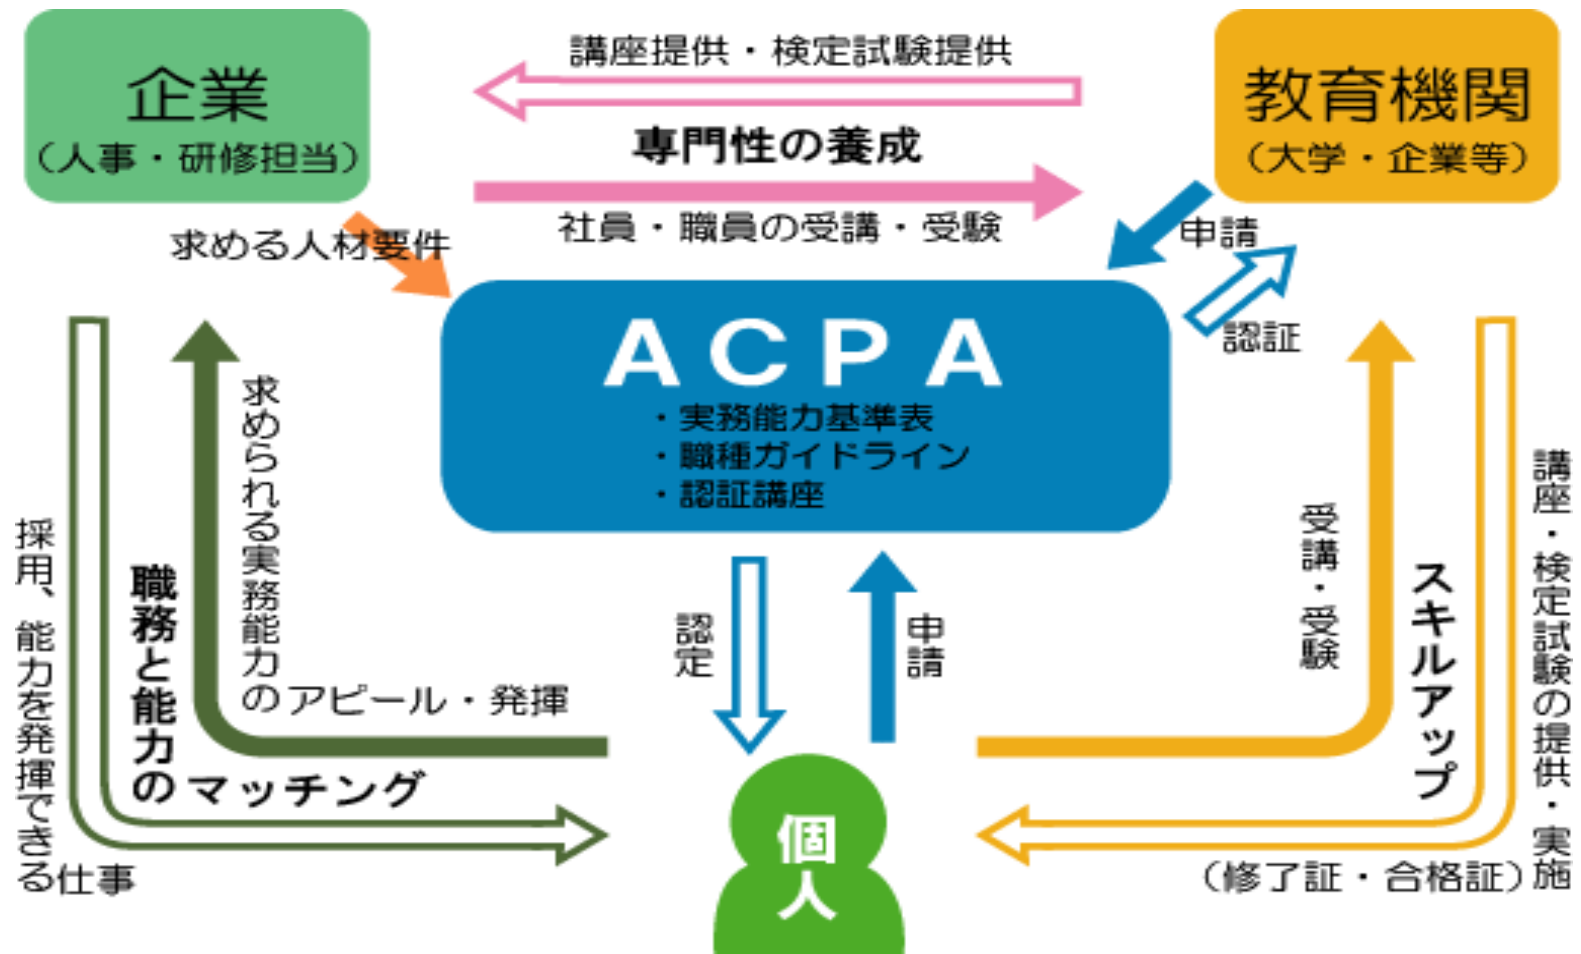 講座提供・検定試験提供
企業
（人事・研修担当）
教育機関
（大学・企業等）
専門性の養成
社員・職員の受講・受験
求める人材要件
申請
認証
ACPA
・実務能力基準表
・職種ガイドライン
・認証講座
採用、能力を発揮できる仕事
職務と能力のマッチング
求められる実務能力のアピール・発揮
認定
申請
受講・受験
スキルアップ
講座・検定試験の提供・実施
（修了証・合格証）
個人